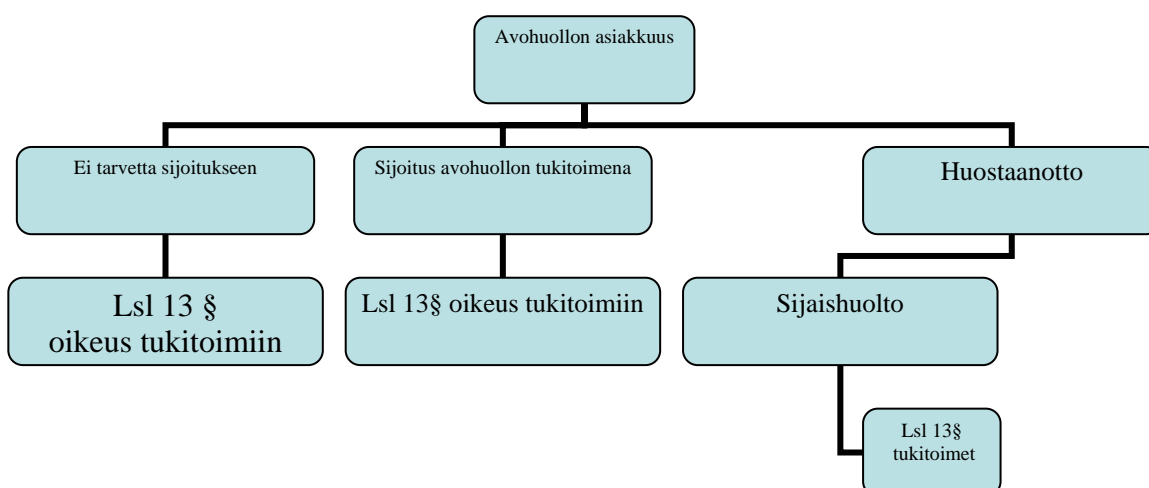 Avohuollon asiakkuus
Ei tarvetta sijoitukseen
Sijoitus avohuollon tukitoimena
Huostaanotto
Lsl 13 §
oikeus tukitoimiin
Lsl 13§ oikeus tukitoimiin
Sijaishuolto
Lsl 13§
tukitoimet